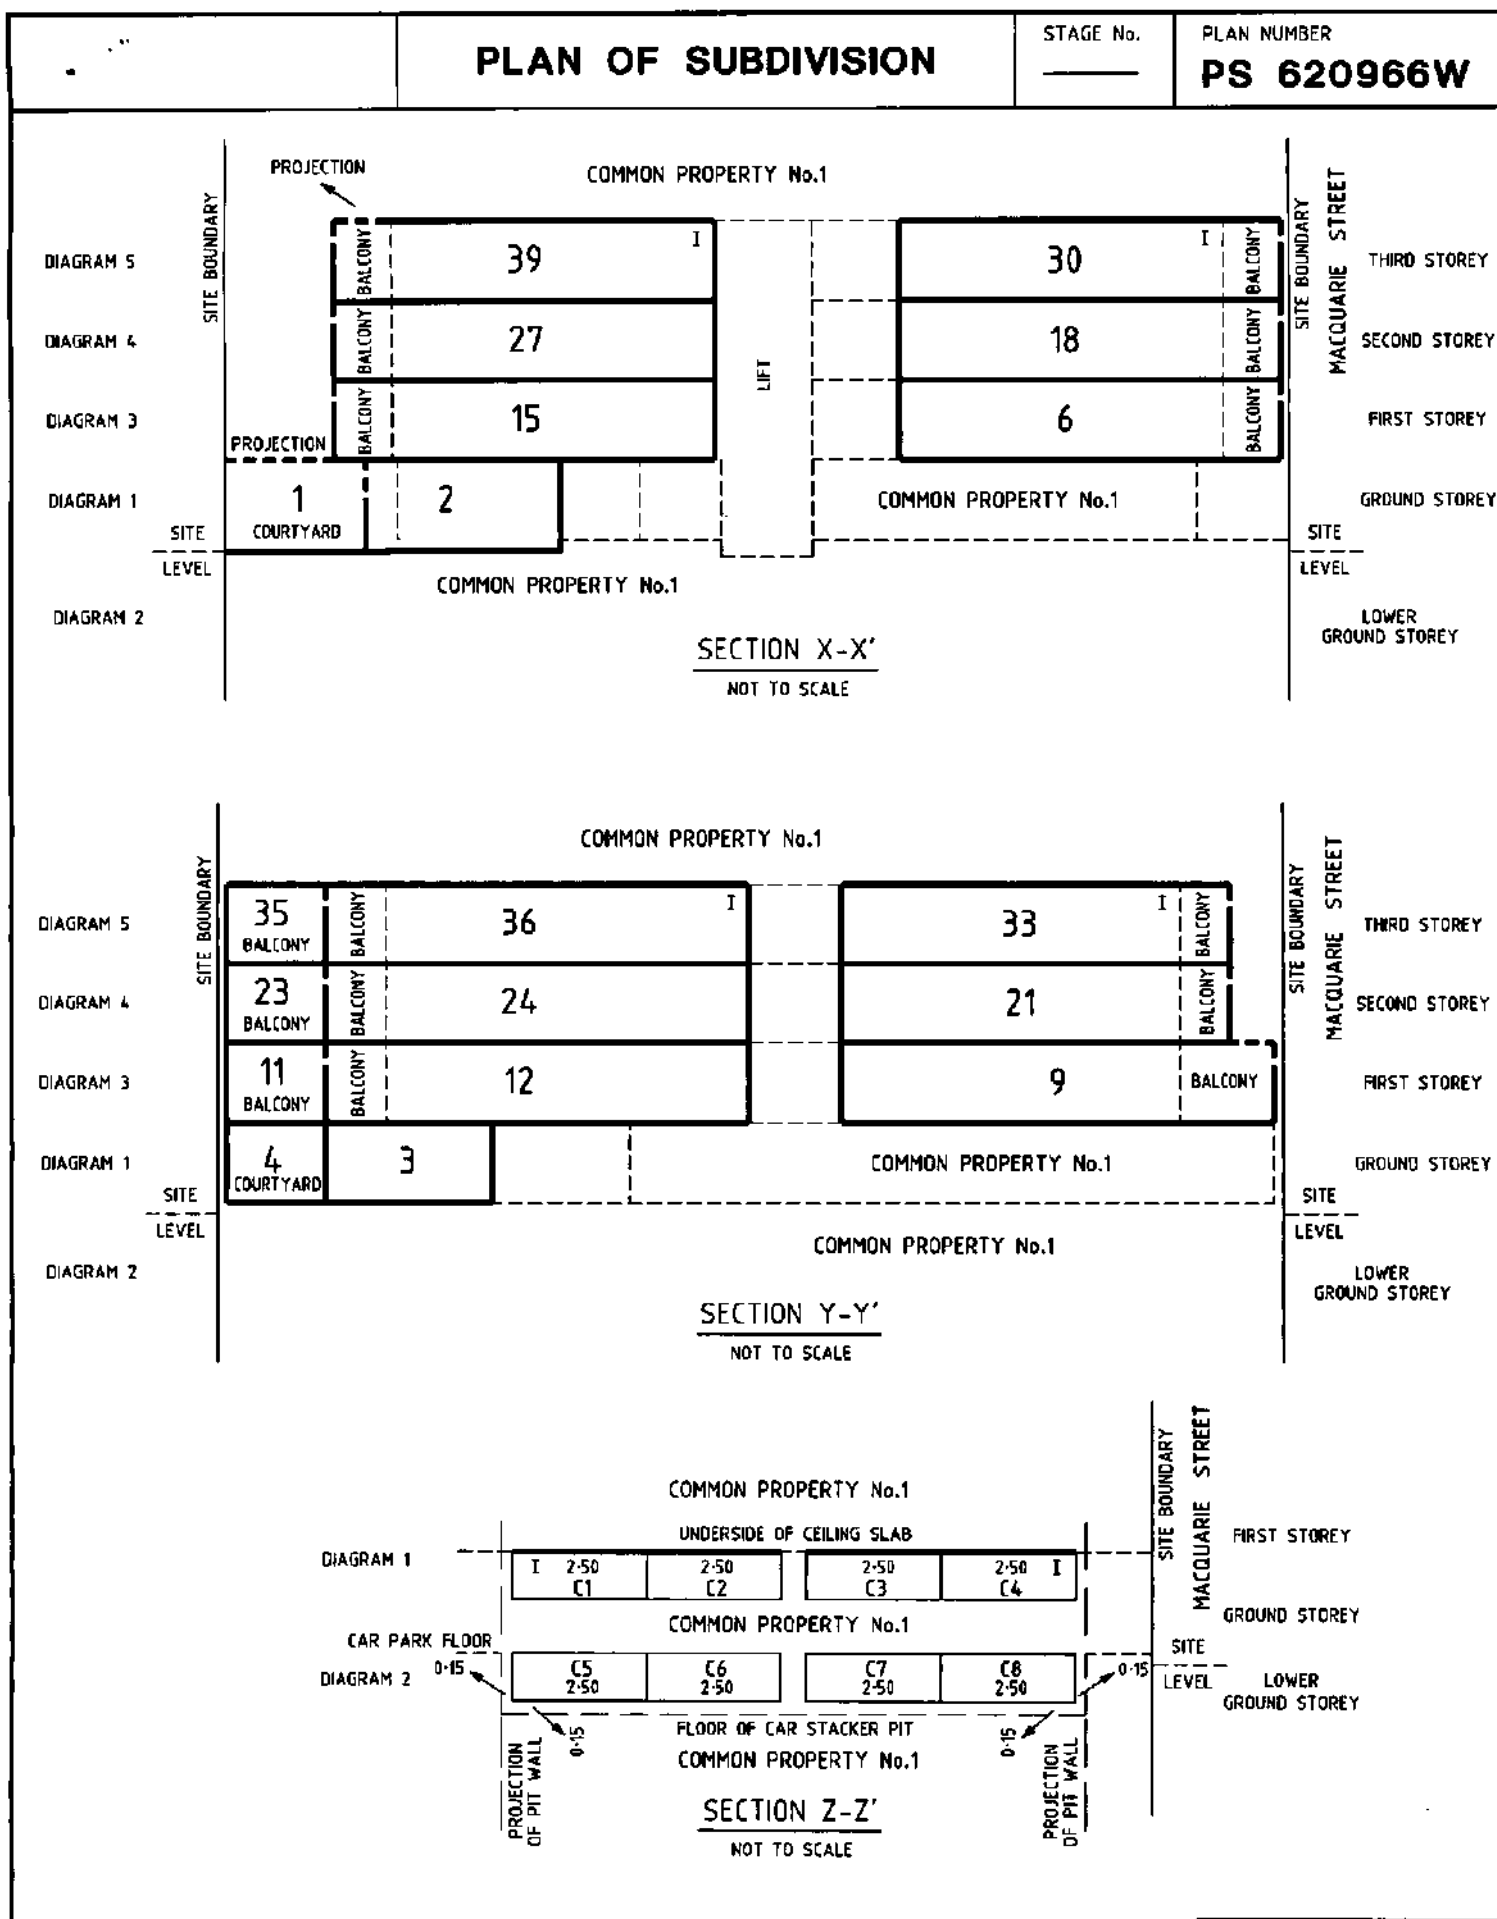 PLAN OF SUBDIVISION
STAGE No.
PLAN NUMBER
PS 620966W
PROJECTION
COMMON PROPERTY No.1
SITE BOUNDARY
SITE BOUNDARY
MACQUARIE STREET
DIAGRAM 5
BALCONY
39
I
30
I
BALCONY
THIRD STOREY
DIAGRAM 4
BALCONY
27
LIFT
18
BALCONY
SECOND STOREY
DIAGRAM 3
BALCONY
15
6
BALCONY
FIRST STOREY
PROJECTION
DIAGRAM 1
1
COURTYARD
2
COMMON PROPERTY No.1
GROUND STOREY
SITE
LEVEL
SITE
LEVEL
COMMON PROPERTY No.1
DIAGRAM 2
LOWER
GROUND STOREY
SECTION X-X'
NOT TO SCALE
COMMON PROPERTY No.1
SITE BOUNDARY
SITE BOUNDARY
MACQUARIE STREET
DIAGRAM 5
35
BALCONY
BALCONY
36
I
33
I
BALCONY
THIRD STOREY
DIAGRAM 4
23
BALCONY
BALCONY
24
21
BALCONY
SECOND STOREY
DIAGRAM 3
11
BALCONY
BALCONY
12
9
BALCONY
FIRST STOREY
DIAGRAM 1
4
COURTYARD
3
COMMON PROPERTY No.1
GROUND STOREY
SITE
LEVEL
SITE
LEVEL
COMMON PROPERTY No.1
DIAGRAM 2
LOWER
GROUND STOREY
SECTION Y-Y'
NOT TO SCALE
COMMON PROPERTY No.1
SITE BOUNDARY
MACQUARIE STREET
UNDERSIDE OF CEILING SLAB
FIRST STOREY
DIAGRAM 1
I 2·50 2·50 2·50 2·50 I
C1 C2 C3 C4
COMMON PROPERTY No.1
GROUND STOREY
CAR PARK FLOOR
SITE
LEVEL
DIAGRAM 2
0·15
C5 C6 C7 C8
2·50 2·50 2·50 2·50
0·15
LOWER
GROUND STOREY
FLOOR OF CAR STACKER PIT
0·15
0·15
COMMON PROPERTY No.1
PROJECTION
OF PIT WALL
PROJECTION
OF PIT WALL
SECTION Z-Z'
NOT TO SCALE